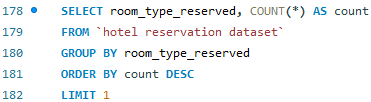 178 SELECT room_type_reserved, COUNT(*) AS count
179 FROM `hotel reservation dataset`
180 GROUP BY room_type_reserved
181 ORDER BY count DESC
182 LIMIT 1